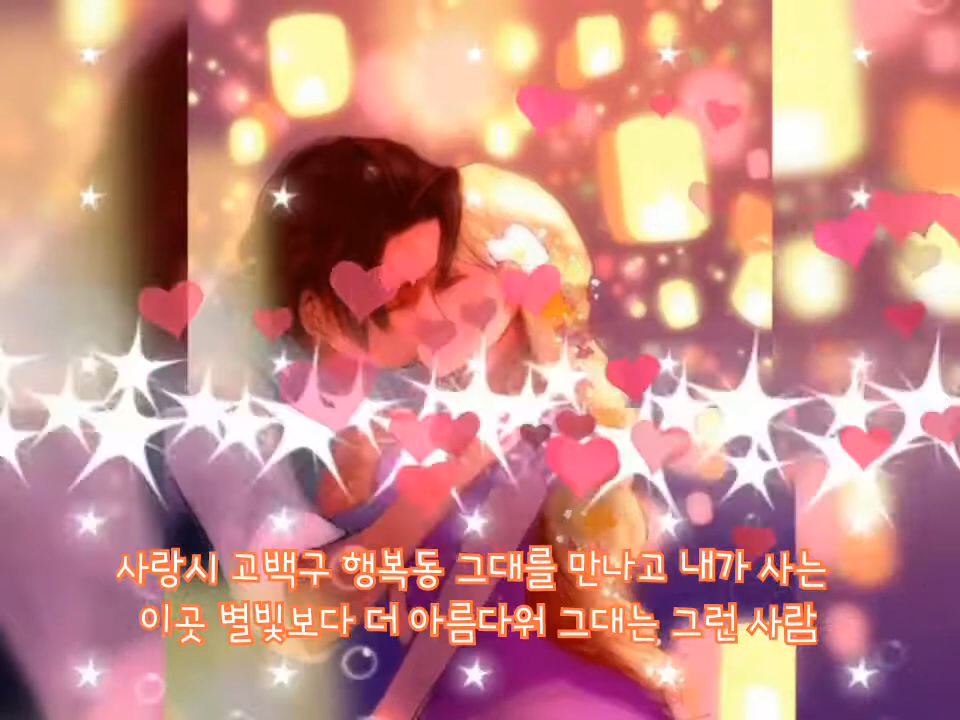 사랑시 고백구 행복동 그대를 만나고 내가 사는
이곳 별빛보다 더 아름다워 그대는 그런 사람